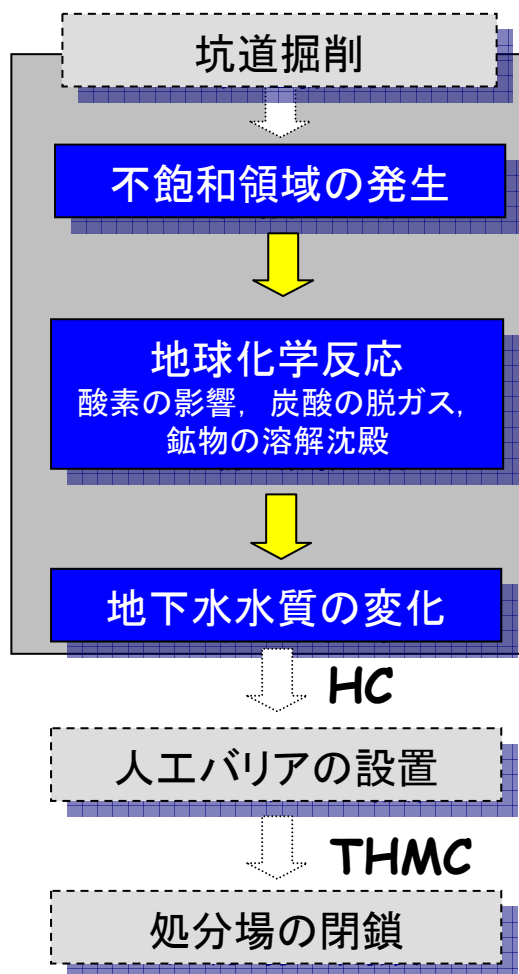 坑道掘削
不飽和領域の発生
地球化学反応
酸素の影響，炭酸の脱ガス，
鉱物の溶解沈殿
地下水水質の変化
HC
人工バリアの設置
THMC
処分場の閉鎖